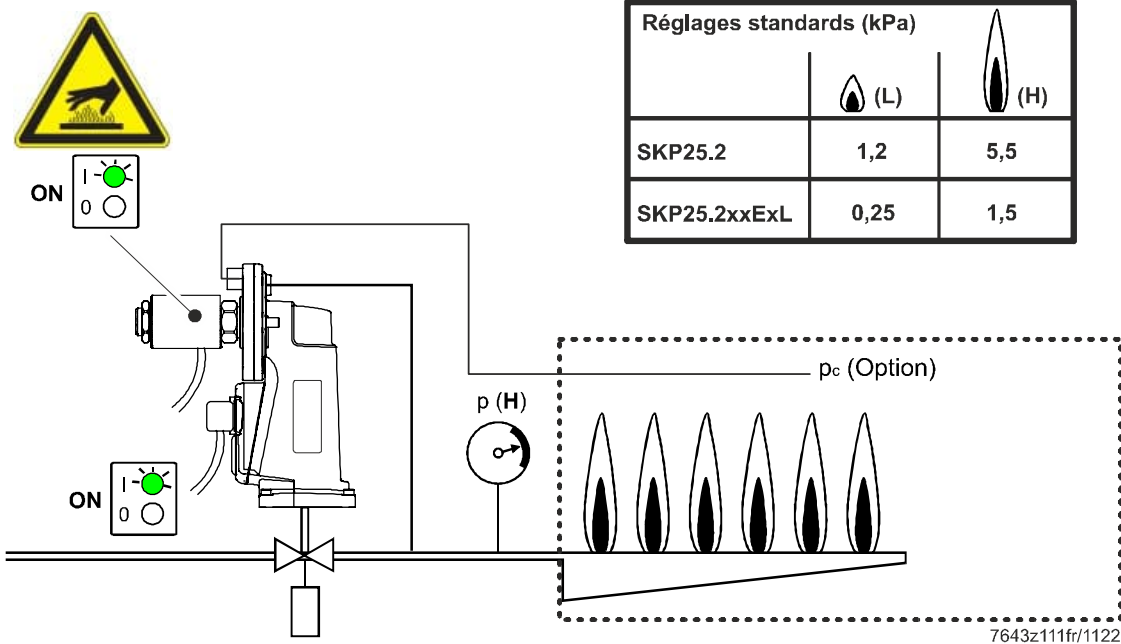 Réglages standards (kPa)
(L) (H)
SKP25.2 1,2 5,5
SKP25.2xxExL 0,25 1,5
ON I
0
p (H)
pc (Option)
ON I
0
7643z111fr/1122